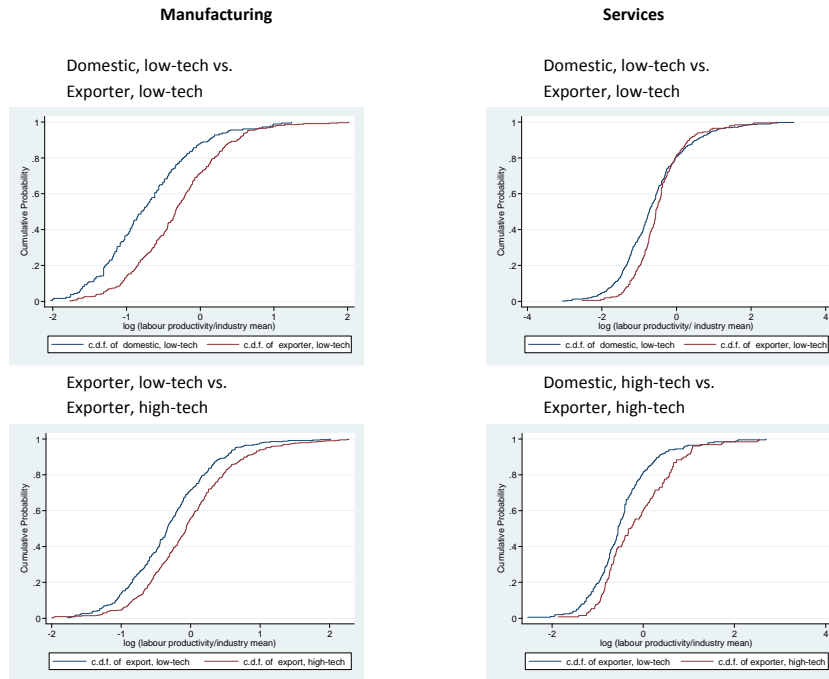 Manufacturing
Services
Domestic, low-tech vs.
Exporter, low-tech
Cumulative Probability
1
.8
.6
.4
.2
0
-2
-1
0
1
2
log (labour productivity/industry mean)
c.d.f. of domestic, low-tech
c.d.f. of exporter, low-tech
Domestic, low-tech vs.
Exporter, low-tech
Cumulative Probability
1
.8
.6
.4
.2
0
-4
-2
0
2
4
log (labour productivity/ industry mean)
c.d.f. of domestic, low-tech
c.d.f. of exporter, low-tech
Exporter, low-tech vs.
Exporter, high-tech
Cumulative Probability
1
.8
.6
.4
.2
0
-2
-1
0
1
2
log (labour productivity/industry mean)
c.d.f. of export, low-tech
c.d.f. of export, high-tech
Domestic, high-tech vs.
Exporter, high-tech
Cumulative Probability
1
.8
.6
.4
.2
0
-2
0
2
4
log (labour productivity/industry mean)
c.d.f. of exporter, low-tech
c.d.f. of exporter, high-tech